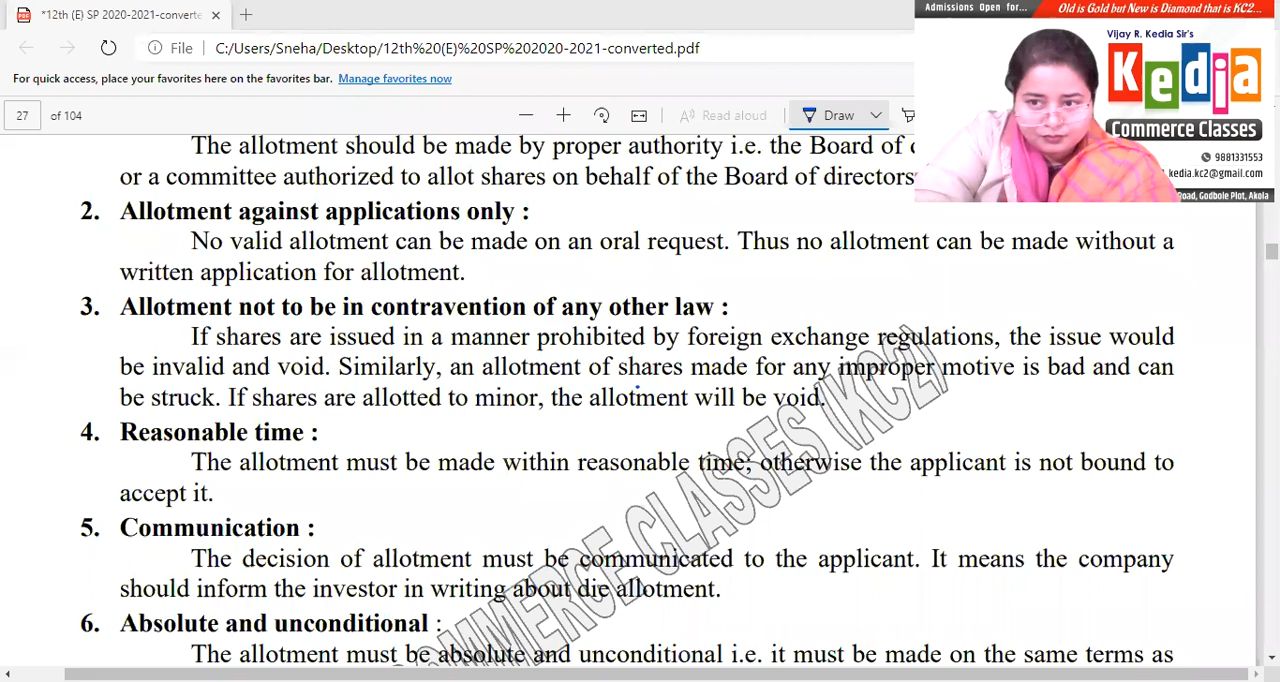 *12th (E) SP 2020-2021-converte
File
C:/Users/Sneha/Desktop/12th%20(E)%20SP%202020-2021-converted.pdf
For quick access, place your favorites here on the favorites bar. Manage favorites now
27 of 104
Read aloud
Draw
Admissions Open for...
Old is Gold but New is Diamond that is KC2...
Vijay R. Kedia Sir's
Kedia
Commerce Classes
9881331553
kedia.kc2@gmail.com
Road, Godbole Plot, Akola
The allotment should be made by proper authority i.e. the Board of
or a committee authorized to allot shares on behalf of the Board of directors
2. Allotment against applications only :
No valid allotment can be made on an oral request. Thus no allotment can be made without a
written application for allotment.
3. Allotment not to be in contravention of any other law :
If shares are issued in a manner prohibited by foreign exchange regulations, the issue would
be invalid and void. Similarly, an allotment of shares made for any improper motive is bad and can
be struck. If shares are allotted to minor, the allotment will be void.
4. Reasonable time :
The allotment must be made within reasonable time; otherwise the applicant is not bound to
accept it.
5. Communication :
The decision of allotment must be communicated to the applicant. It means the company
should inform the investor in writing about die allotment.
6. Absolute and unconditional :
The allotment must be absolute and unconditional i.e. it must be made on the same terms as
COMMERCE CLASSES (KC2)